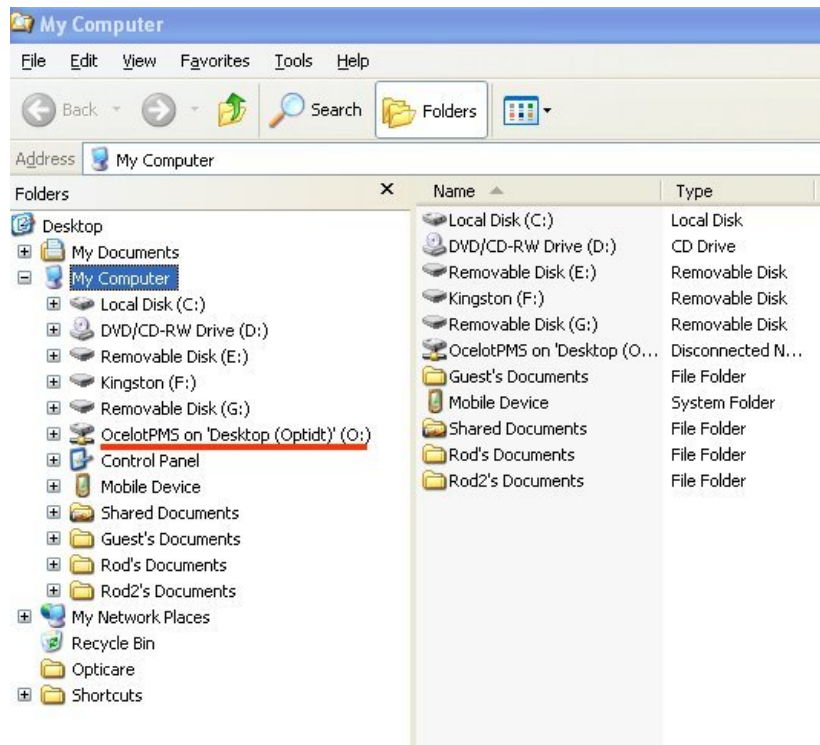 My Computer
File Edit View Favorites Tools Help
Back Search Folders
Address My Computer
Folders x
Desktop
My Documents
My Computer
Local Disk (C:)
DVD/CD-RW Drive (D:)
Removable Disk (E:)
Kingston (F:)
Removable Disk (G:)
OcelotPMS on 'Desktop (Optidt)' (O:)
Control Panel
Mobile Device
Shared Documents
Guest's Documents
Rod's Documents
Rod2's Documents
My Network Places
Recycle Bin
Opticare
Shortcuts
Name Type
Local Disk (C:) Local Disk
DVD/CD-RW Drive (D:) CD Drive
Removable Disk (E:) Removable Disk
Kingston (F:) Removable Disk
Removable Disk (G:) Removable Disk
OcelotPMS on 'Desktop (O... Disconnected N...
Guest's Documents File Folder
Mobile Device System Folder
Shared Documents File Folder
Rod's Documents File Folder
Rod2's Documents File Folder